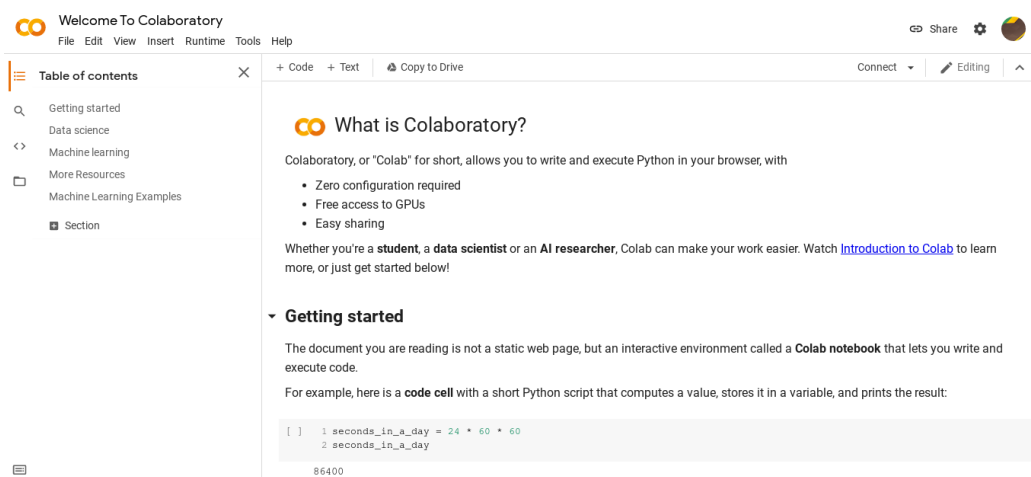 Welcome To Colaboratory
File Edit View Insert Runtime Tools Help
Share
Table of contents
Getting started
Data science
Machine learning
More Resources
Machine Learning Examples
Section
+ Code + Text Copy to Drive
Connect Editing
What is Colaboratory?
Colaboratory, or "Colab" for short, allows you to write and execute Python in your browser, with
• Zero configuration required
• Free access to GPUs
• Easy sharing
Whether you're a student, a data scientist or an AI researcher, Colab can make your work easier. Watch Introduction to Colab to learn
more, or just get started below!
Getting started
The document you are reading is not a static web page, but an interactive environment called a Colab notebook that lets you write and
execute code.
For example, here is a code cell with a short Python script that computes a value, stores it in a variable, and prints the result:
[ ] 1 seconds_in_a_day = 24 * 60 * 60
2 seconds_in_a_day
86400